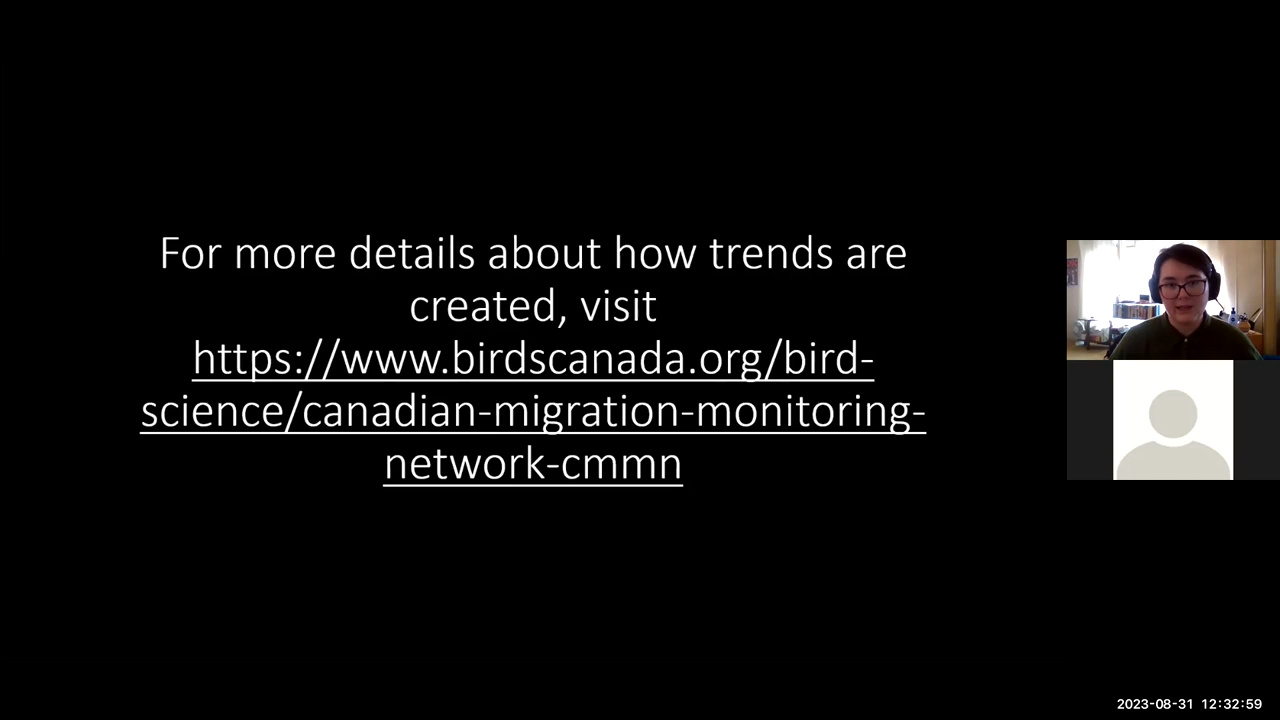 For more details about how trends are
created, visit
https://www.birdscanada.org/bird-
science/canadian-migration-monitoring-
network-cmmn
2023-08-31 12:32:59